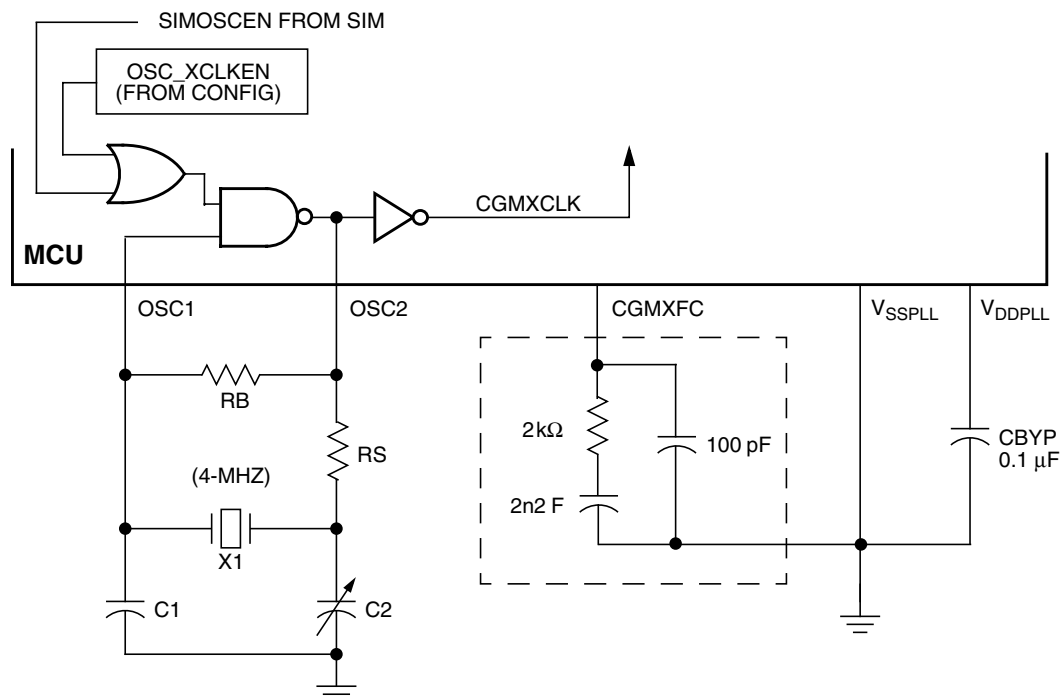 SIMOSCEN FROM SIM
OSC_XCLKEN
(FROM CONFIG)
CGMXCLK
MCU
OSC1
OSC2
CGMXFC
VSSPLL
VDDPLL
RB
RS
2kΩ
100 pF
CBYP
0.1 μF
(4-MHZ)
2n2 F
X1
C1
C2